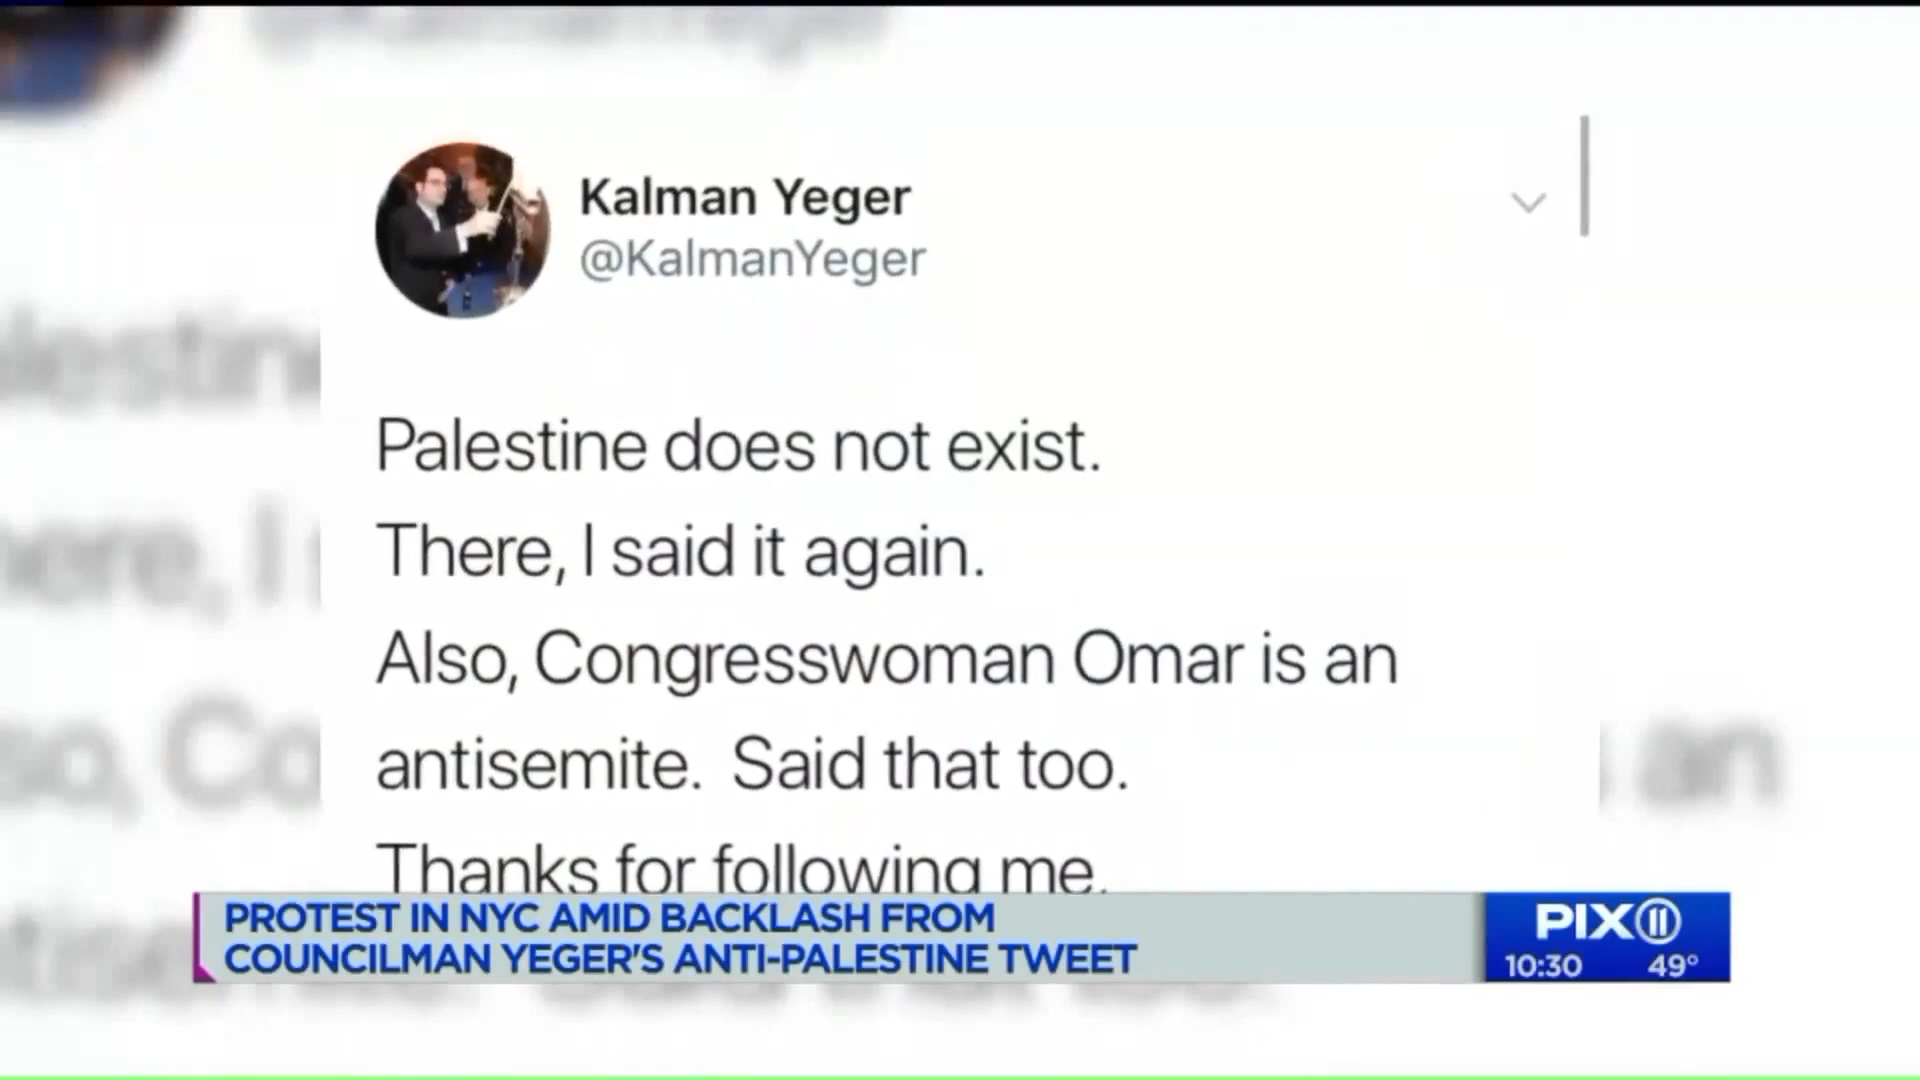 Kalman Yeger
@KalmanYeger
Palestine does not exist.
There, I said it again.
Also, Congresswoman Omar is an
antisemite. Said that too.
Thanks for following me.
PROTEST IN NYC AMID BACKLASH FROM
COUNCILMAN YEGER'S ANTI-PALESTINE TWEET
PIX11
10:30 49°